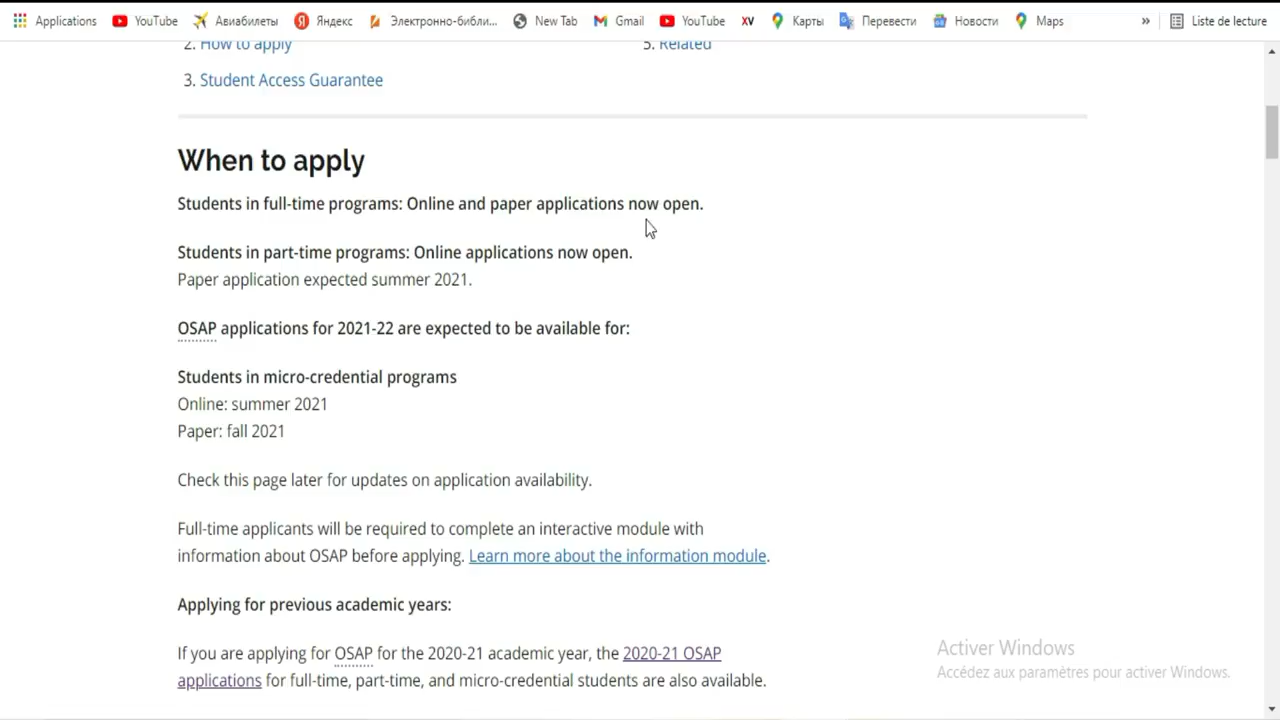 Applications YouTube Авиабилеты Яндекс Электронно-библи... New Tab Gmail YouTube XV Карты Перевести Новости Maps » Liste de lecture
2. How to apply 5. Related
3. Student Access Guarantee
When to apply
Students in full-time programs: Online and paper applications now open.
Students in part-time programs: Online applications now open.
Paper application expected summer 2021.
OSAP applications for 2021-22 are expected to be available for:
Students in micro-credential programs
Online: summer 2021
Paper: fall 2021
Check this page later for updates on application availability.
Full-time applicants will be required to complete an interactive module with
information about OSAP before applying. Learn more about the information module.
Applying for previous academic years:
If you are applying for OSAP for the 2020-21 academic year, the 2020-21 OSAP
applications for full-time, part-time, and micro-credential students are also available.
Activer Windows
Accédez aux paramètres pour activer Windows.